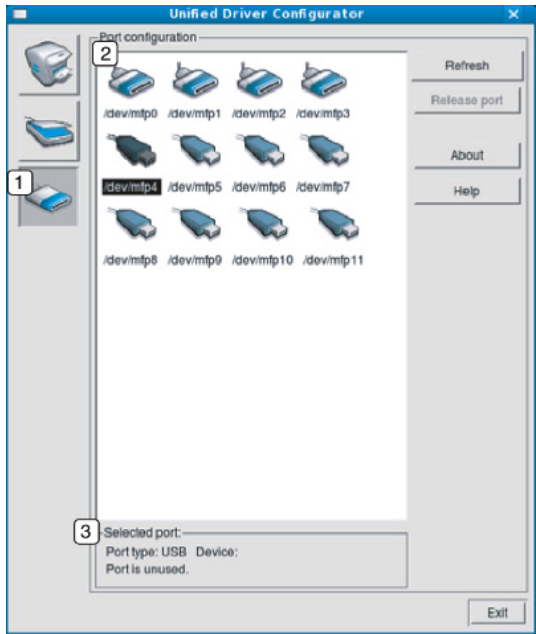 Unified Driver Configurator
Port configuration
2
Refresh
/dev/mfp0 /dev/mfp1 /dev/mfp2 /dev/mfp3
Release port
About
1
/dev/mfp4 /dev/mfp5 /dev/mfp6 /dev/mfp7
Help
/dev/mfp8 /dev/mfp9 /dev/mfp10 /dev/mfp11
3
Selected port:
Port type: USB Device:
Port is unused.
Exit